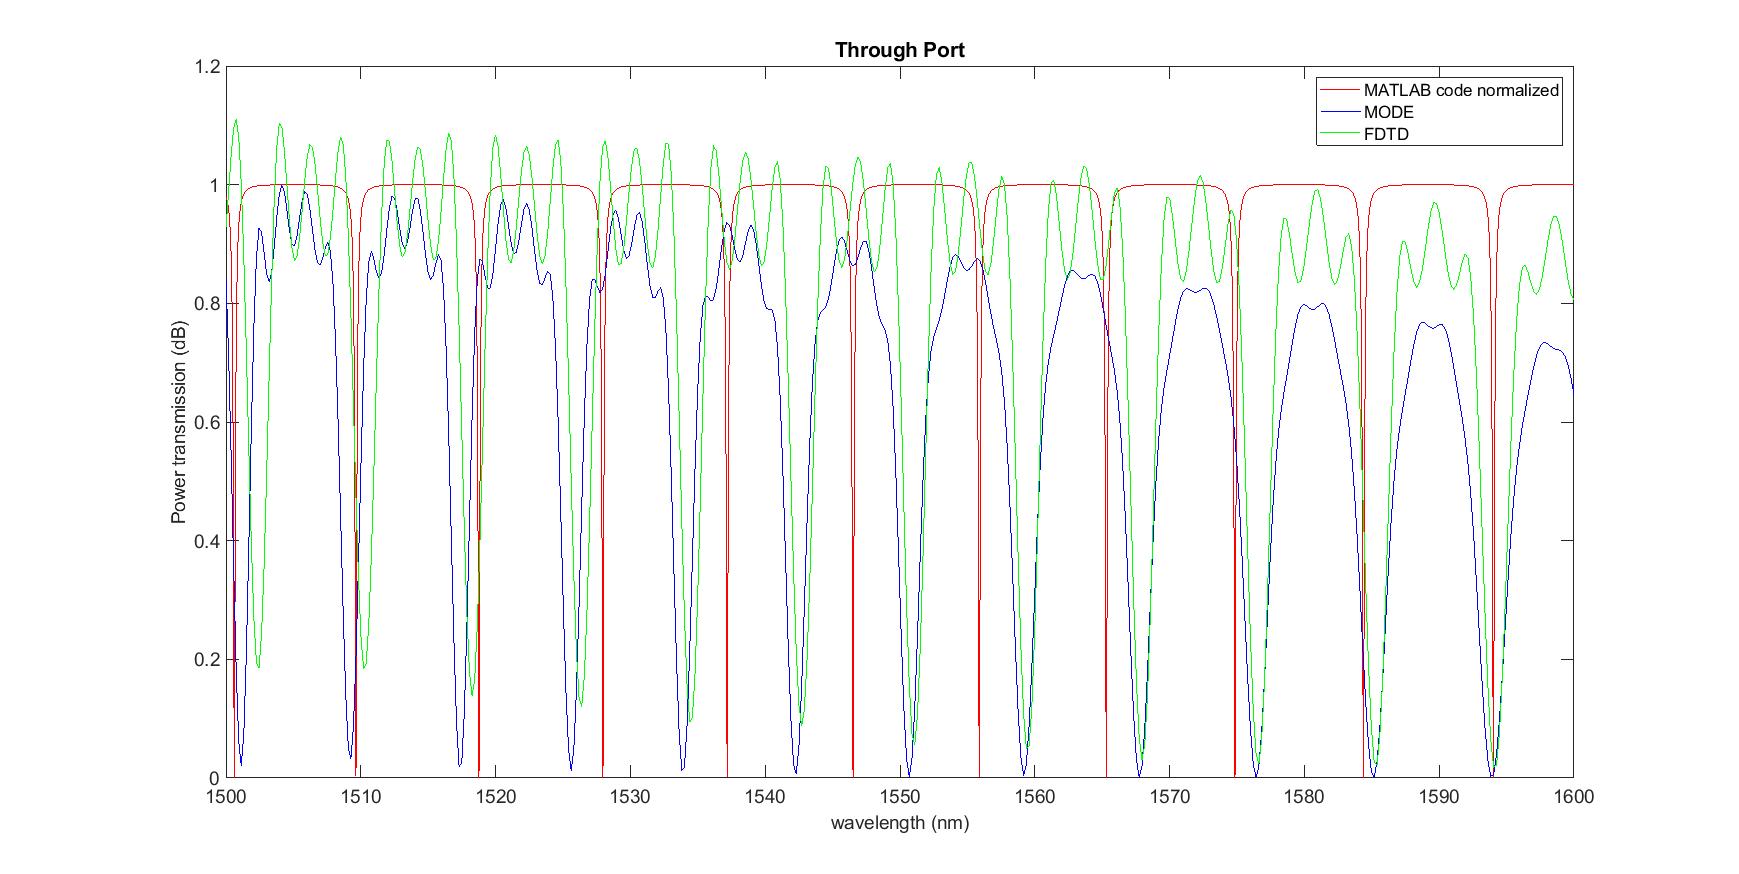 Through Port
1.2
1
0.8
0.6
0.4
0.2
0
Power transmission (dB)
MATLAB code normalized
MODE
FDTD
1500 1510 1520 1530 1540 1550 1560 1570 1580 1590 1600
wavelength (nm)